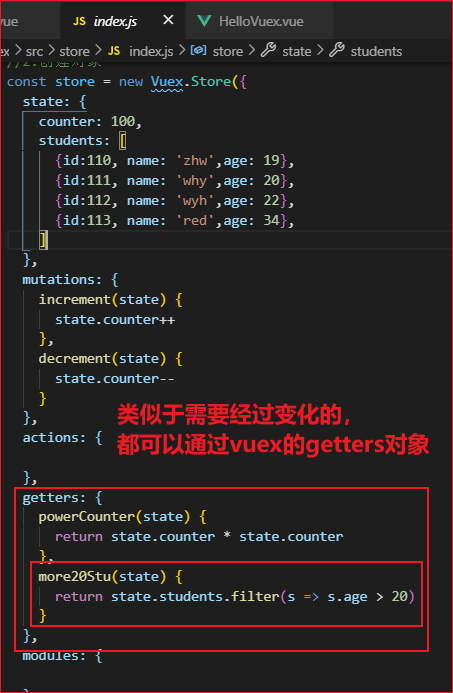 vue
JS index.js ×
HelloVuex.vue
ex > src > store > JS index.js > store > state > students
//2.创建对象
const store = new Vuex.Store({
state: {
counter: 100,
students: [
{id:110, name: 'zhw',age: 19},
{id:111, name: 'why',age: 20},
{id:112, name: 'wyh',age: 22},
{id:113, name: 'red',age: 34},
]
},
mutations: {
increment(state) {
state.counter++
},
decrement(state) {
state.counter--
}
},
类似于需要经过变化的，
都可以通过vuex的getters对象
actions: {
},
getters: {
powerCounter(state) {
return state.counter * state.counter
},
more20Stu(state) {
return state.students.filter(s => s.age > 20)
}
},
modules: {